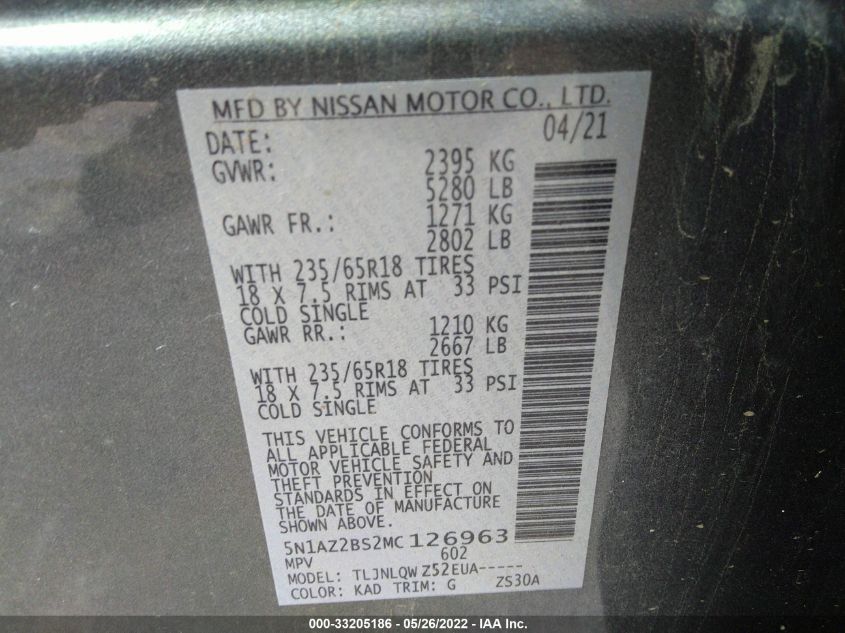 MFD BY NISSAN MOTOR CO., LTD.
DATE: 04/21
GVWR: 2395 KG
5280 LB
GAWR FR.: 1271 KG
2802 LB
WITH 235/65R18 TIRES
18 X 7.5 RIMS AT 33 PSI
COLD SINGLE
GAWR RR.: 1210 KG
2667 LB
WITH 235/65R18 TIRES
18 X 7.5 RIMS AT 33 PSI
COLD SINGLE
THIS VEHICLE CONFORMS TO
ALL APPLICABLE FEDERAL
MOTOR VEHICLE SAFETY AND
THEFT PREVENTION
STANDARDS IN EFFECT ON
THE DATE OF MANUFACTURE
SHOWN ABOVE.
5N1AZ2BS2MC126963
MPV 602
MODEL: TLJNLQWZ52EUA-----
COLOR: KAD TRIM: G ZS30A
000-33205186 - 05/26/2022 - IAA Inc.